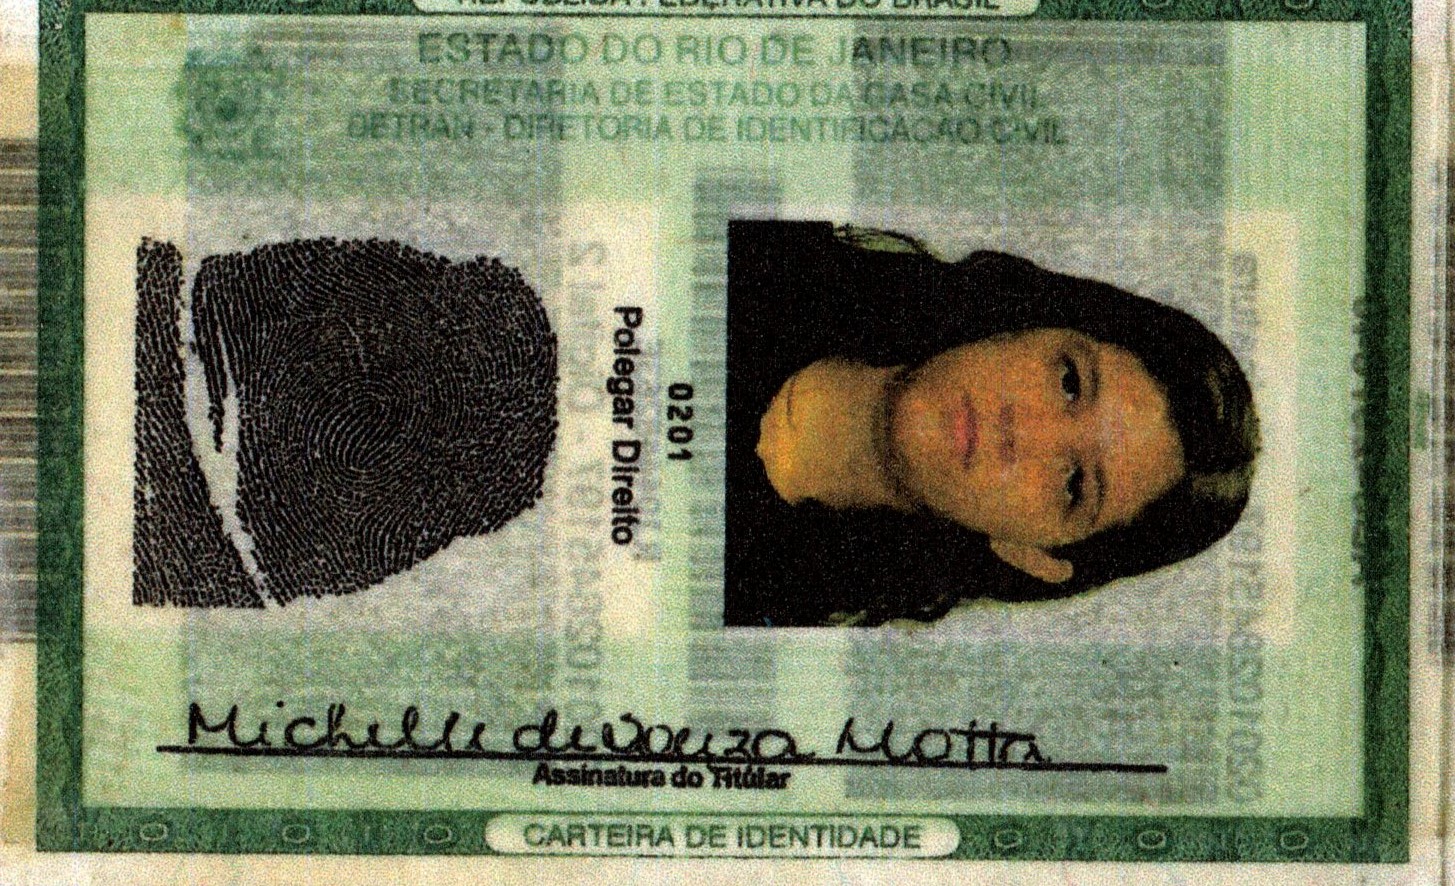 REPÚBLICA FEDERATIVA DO BRASIL
ESTADO DO RIO DE JANEIRO
SECRETARIA DE ESTADO DA CASA CIVIL
DETRAN - DIRETORIA DE IDENTIFICAÇÃO CIVIL
0201
Polegar Direito
Michelle de Souza Motta
Assinatura do Titular
CARTEIRA DE IDENTIDADE